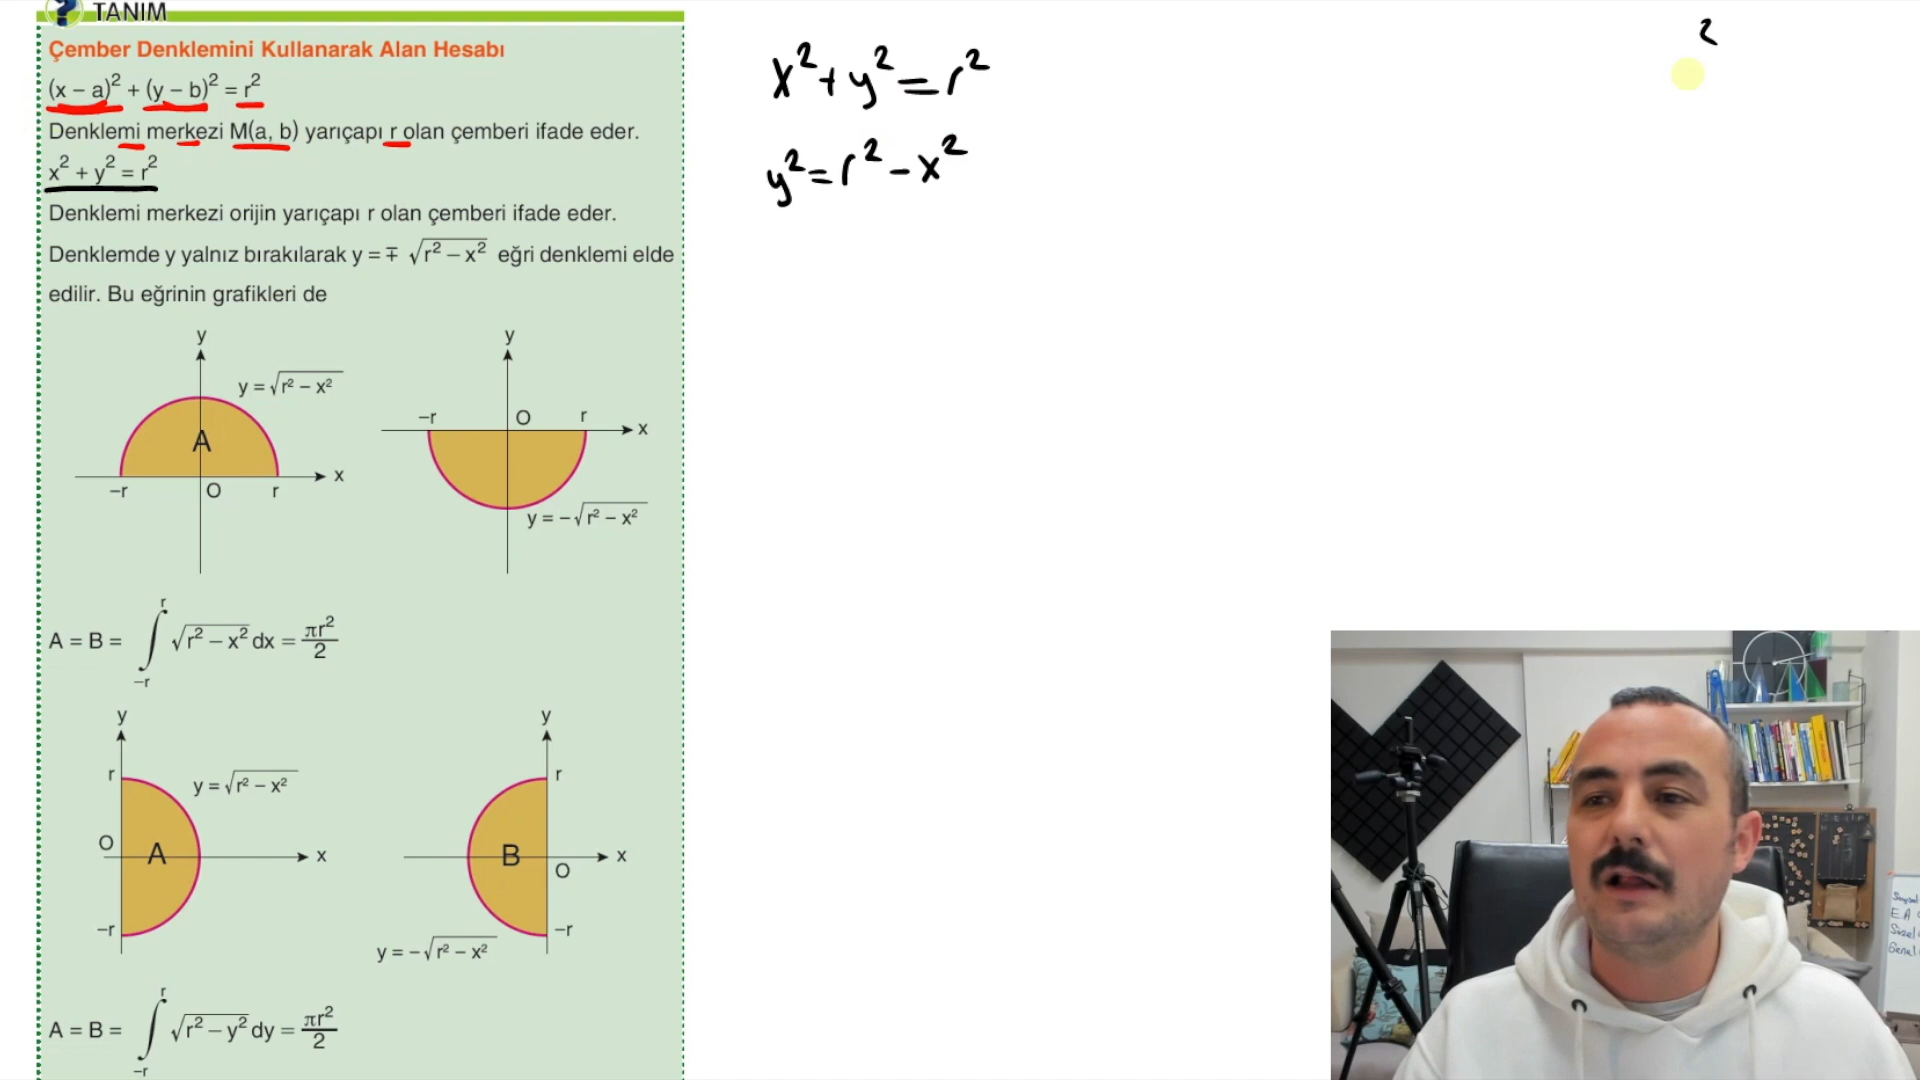 TANIM
Çember Denklemini Kullanarak Alan Hesabı
(x – a)² + (y – b)² = r²
Denklemi merkezi M(a, b) yarıçapı r olan çemberi ifade eder.
x² + y² = r²
Denklemi merkezi orijin yarıçapı r olan çemberi ifade eder.
Denklemde y yalnız bırakılarak y = ∓ √(r² – x²) eğri denklemi elde
edilir. Bu eğrinin grafikleri de
y
y = √(r² – x²)
A
x
–r
O
r
y
–r
O
r
x
y = –√(r² – x²)
A = B = ∫_{–r}^{r} √(r² – x²) dx = πr²/2
y
r
y = √(r² – x²)
O
A
x
–r
y
r
B
x
O
–r
y = –√(r² – x²)
A = B = ∫_{–r}^{r} √(r² – y²) dy = πr²/2
x² + y² = r²
y² = r² – x²
2
E A
Genel